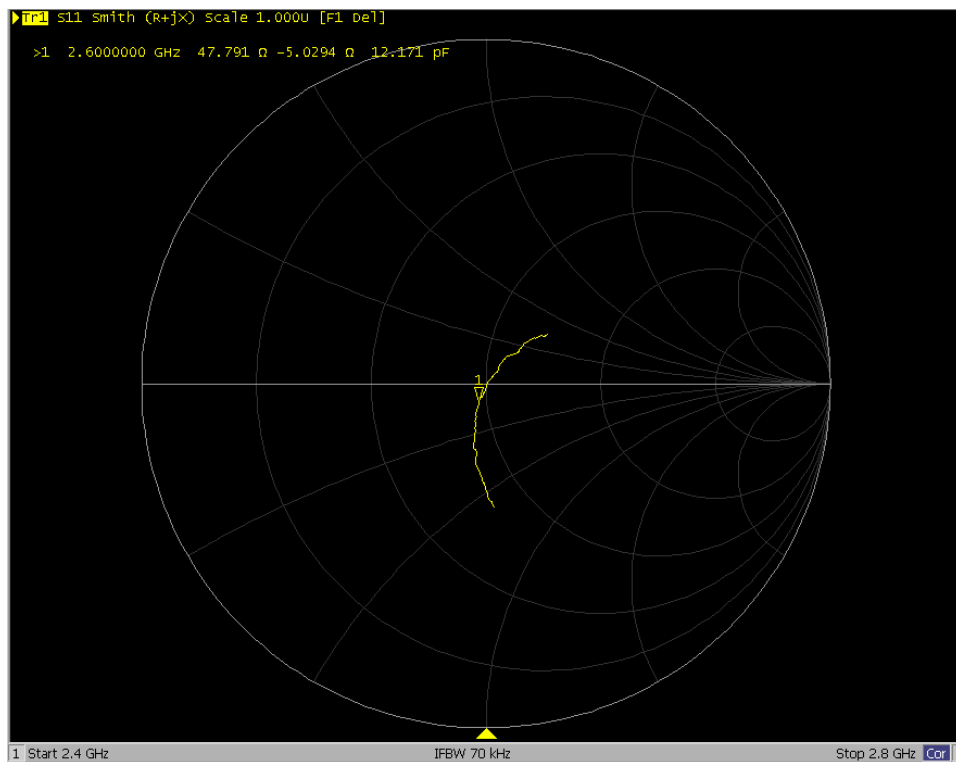 Tr1 S11 Smith (R+jX) Scale 1.000U [F1 Del]
>1 2.6000000 GHz 47.791 Ω -5.0294 Ω 12.171 pF
1
1 Start 2.4 GHz IFBW 70 kHz Stop 2.8 GHz Cor